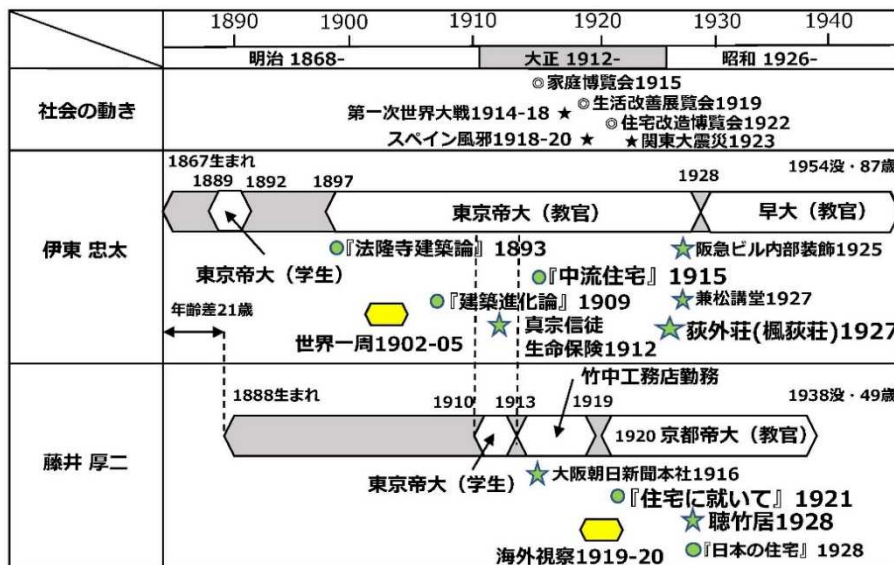 1890 1900 1910 1920 1930 1940
明治 1868- 大正 1912- 昭和 1926-
社会の動き
◎家庭博覧会1915
◎生活改善展覧会1919
第一次世界大戦1914-18 ★
◎住宅改造博覧会1922
スペイン風邪1918-20 ★
★関東大震災1923
伊東 忠太
1867生まれ
1954没・87歳
1889 1892 1897 1928
東京帝大(教官) 早大(教官)
東京帝大(学生)
『法隆寺建築論』1893
阪急ビル内部装飾1925
『中流住宅』1915
『建築進化論』1909
兼松講堂1927
年齢差21歳
世界一周1902-05
真宗信徒
生命保険1912
荻外荘(楓荻荘)1927
竹中工務店勤務
藤井 厚二
1888生まれ
1938没・49歳
1910 1913 1919
1920 京都帝大(教官)
東京帝大(学生)
大阪朝日新聞本社1916
『住宅に就いて』1921
聴竹居1928
海外視察1919-20
『日本の住宅』1928